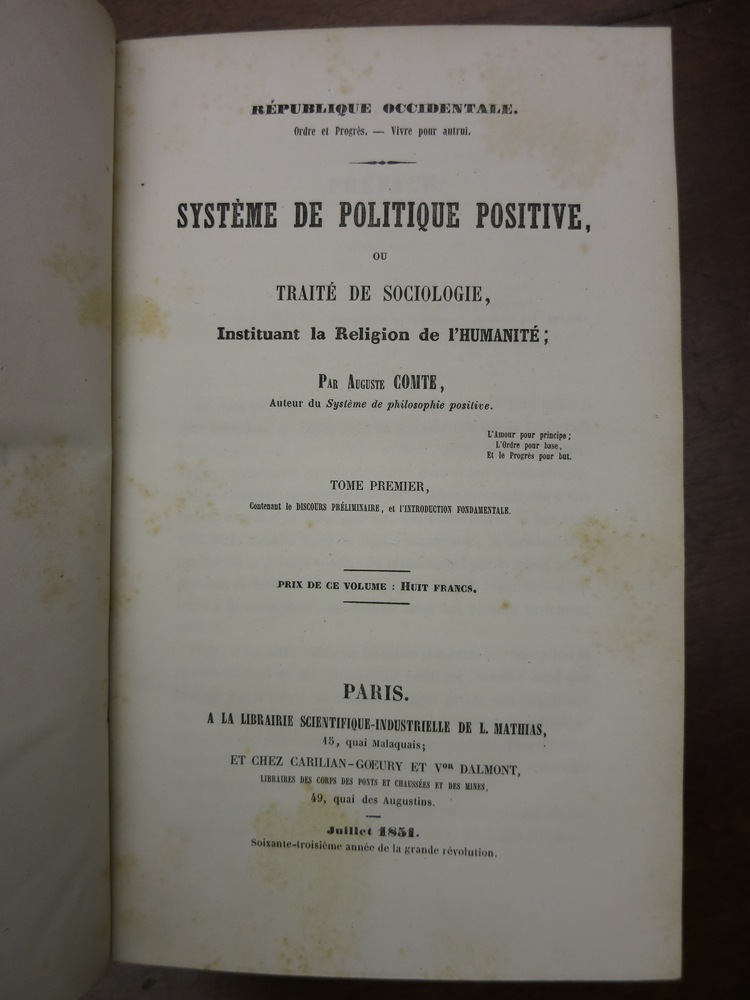 RÉPUBLIQUE OCCIDENTALE.
Ordre et Progrès. — Vivre pour autrui.
SYSTÈME DE POLITIQUE POSITIVE,
OU
TRAITÉ DE SOCIOLOGIE,
Instituant la Religion de l'HUMANITÉ;
PAR AUGUSTE COMTE,
Auteur du Système de philosophie positive.
L'Amour pour principe;
L'Ordre pour base,
Et le Progrès pour but.
TOME PREMIER,
Contenant le DISCOURS PRÉLIMINAIRE, et l'INTRODUCTION FONDAMENTALE.
PRIX DE CE VOLUME : HUIT FRANCS.
PARIS.
A LA LIBRAIRIE SCIENTIFIQUE-INDUSTRIELLE DE L. MATHIAS,
15, quai Malaquais;
ET CHEZ CARILIAN-GŒURY ET Vor DALMONT,
LIBRAIRES DES CORPS DES PONTS ET CHAUSSÉES ET DES MINES,
49, quai des Augustins.
Juillet 1851.
Soixante-troisième année de la grande révolution.